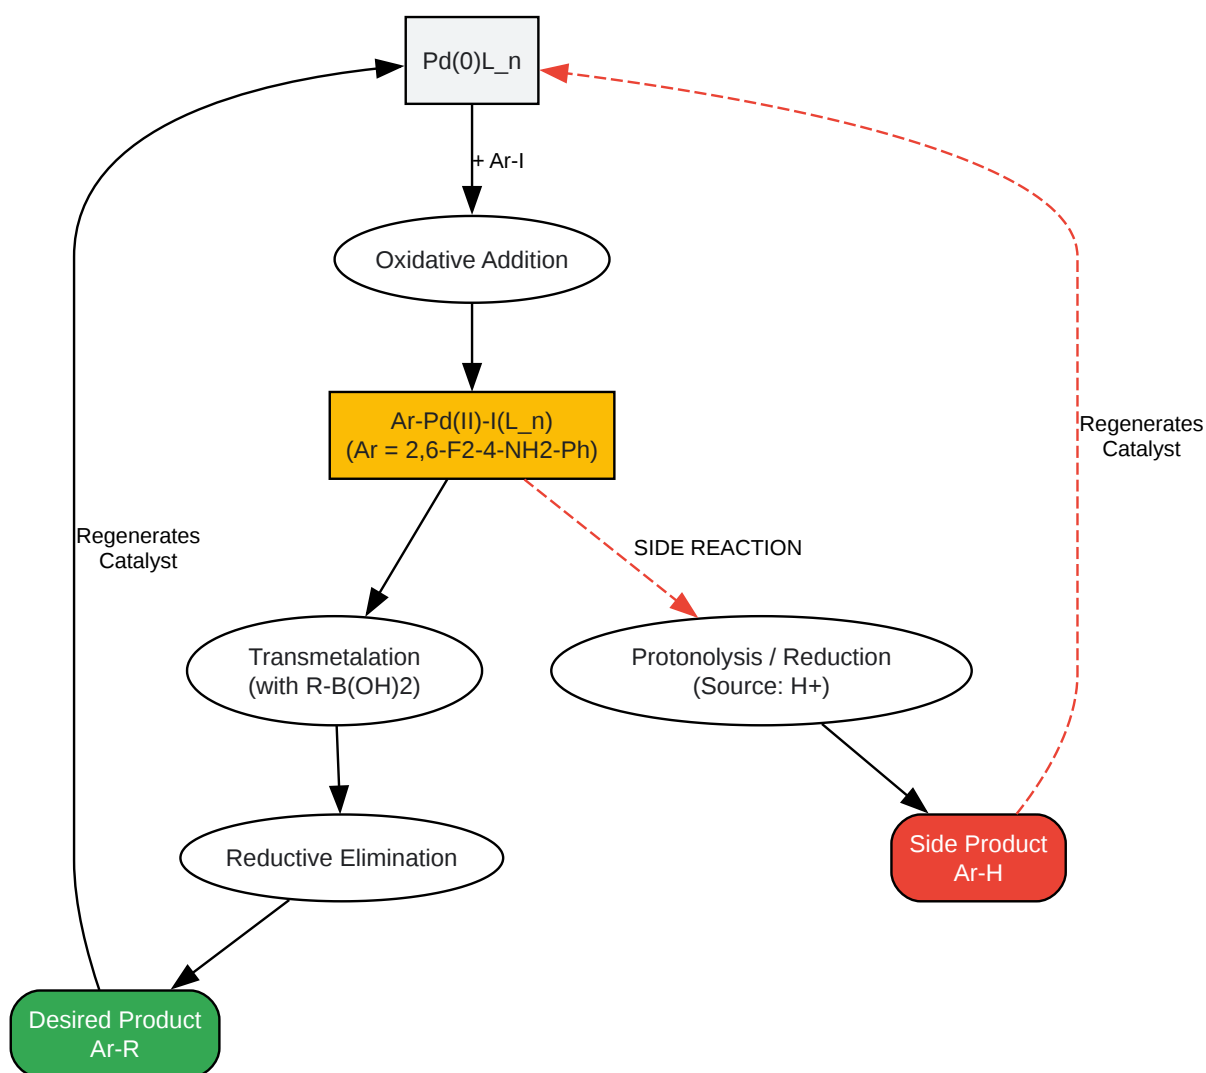 Pd(0)L_n
+ Ar-I
Oxidative Addition
Ar-Pd(II)-I(L_n)
(Ar = 2,6-F2-4-NH2-Ph)
Regenerates
Catalyst
Regenerates
Catalyst
SIDE REACTION
Transmetalation
(with R-B(OH)2)
Protonolysis / Reduction
(Source: H+)
Reductive Elimination
Side Product
Ar-H
Desired Product
Ar-R